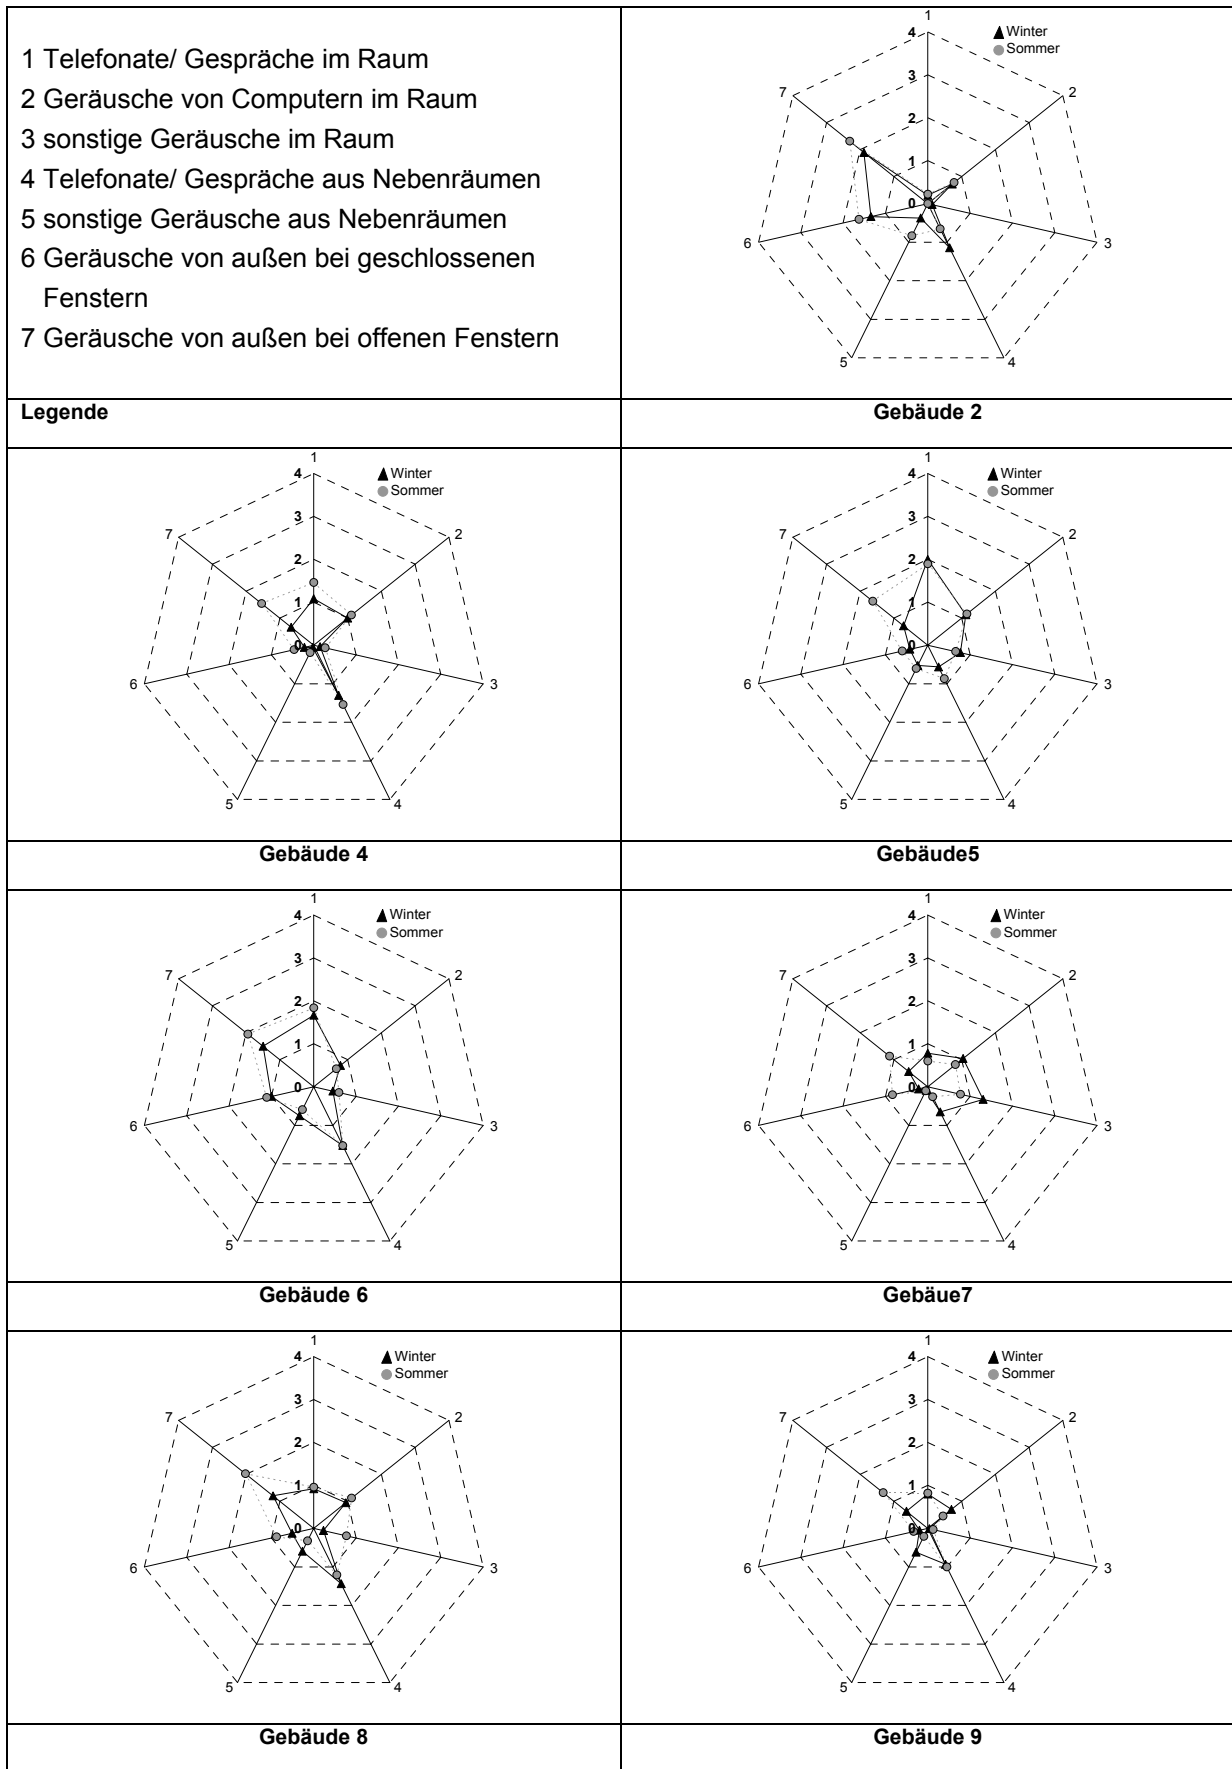 1 Telefonate/ Gespräche im Raum
2 Geräusche von Computern im Raum
3 sonstige Geräusche im Raum
4 Telefonate/ Gespräche aus Nebenräumen
5 sonstige Geräusche aus Nebenräumen
6 Geräusche von außen bei geschlossenen
Fenstern
7 Geräusche von außen bei offenen Fenstern
Legende
1
4
Winter
Sommer
3
7
2
2
1
0
6
3
5
4
Gebäude 2
1
4
Winter
Sommer
3
7
2
2
1
0
6
3
5
4
Gebäude 4
1
4
Winter
Sommer
3
7
2
2
1
0
6
3
5
4
Gebäude5
1
4
Winter
Sommer
3
7
2
2
1
0
6
3
5
4
Gebäude 6
1
4
Winter
Sommer
3
7
2
2
1
0
6
3
5
4
Gebäue7
1
4
Winter
Sommer
3
7
2
2
1
0
6
3
5
4
Gebäude 8
1
4
Winter
Sommer
3
7
2
2
1
0
6
3
5
4
Gebäude 9